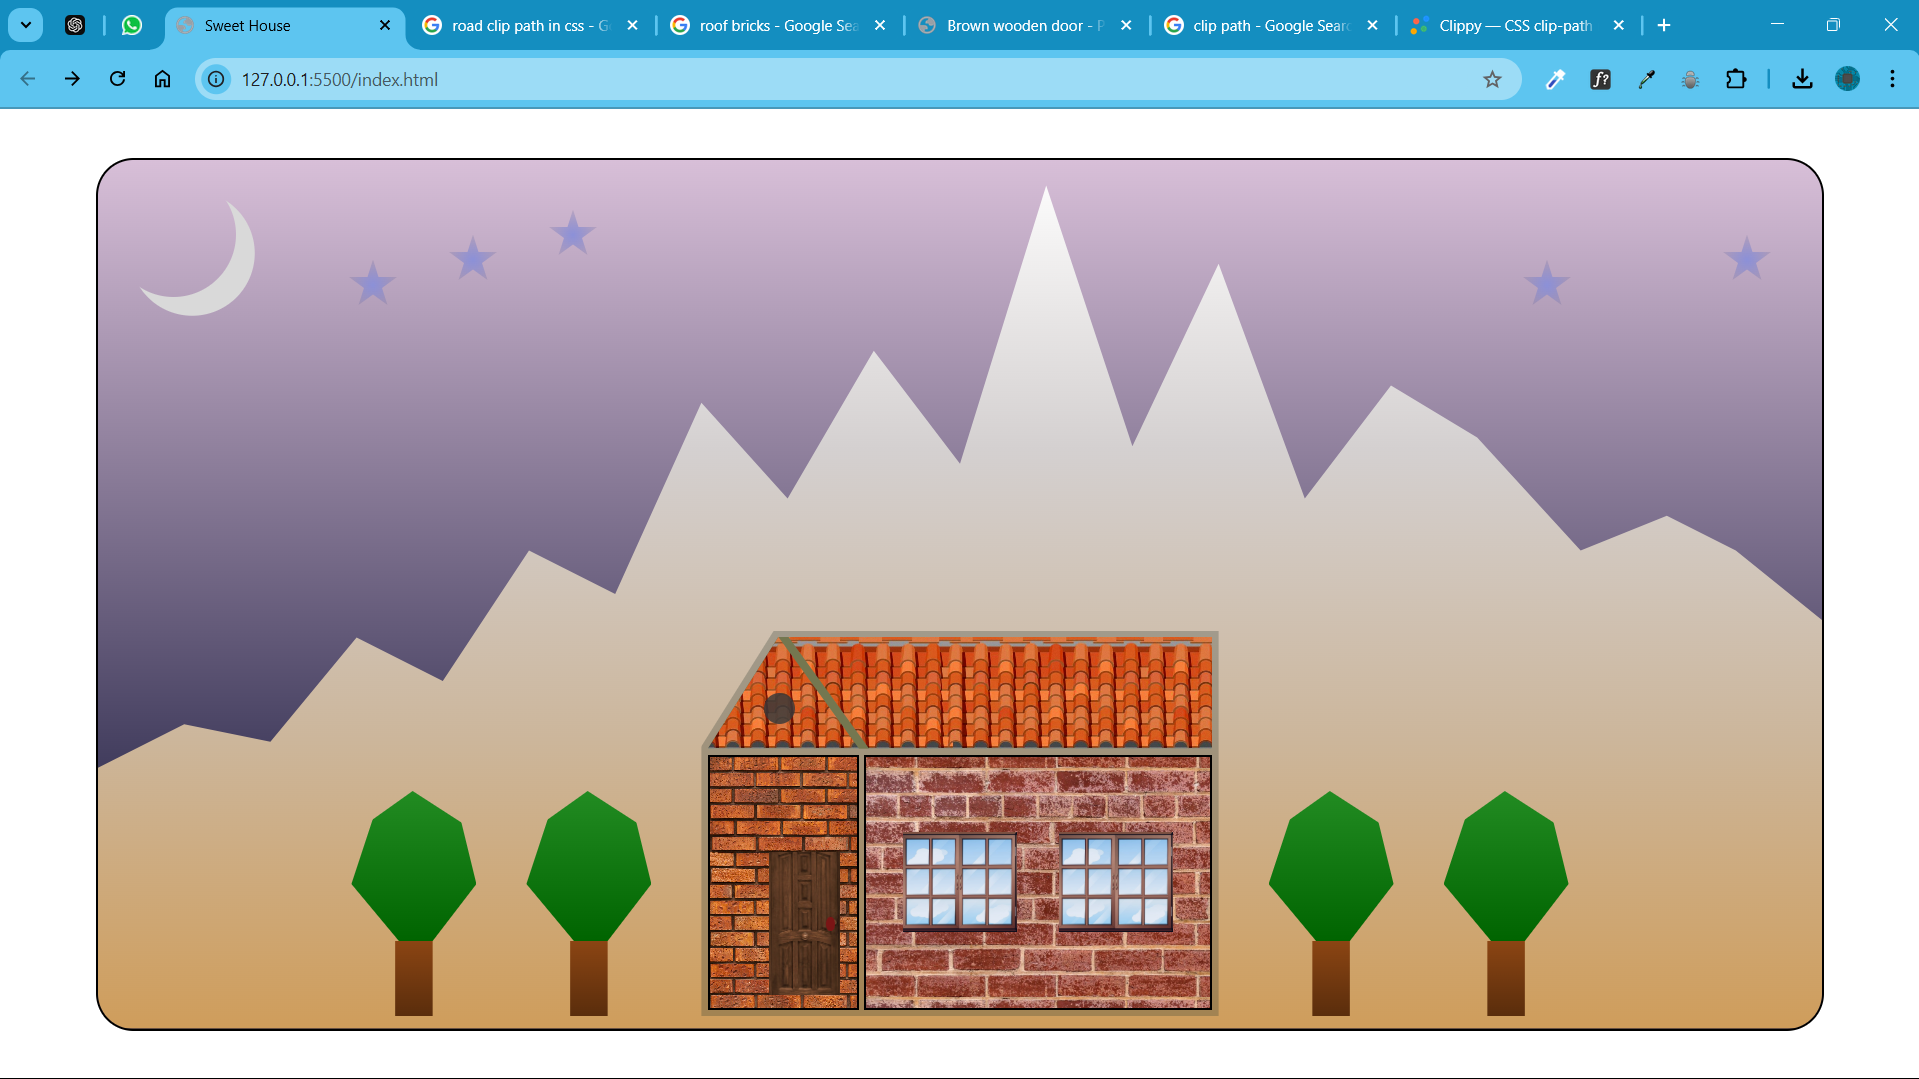 Sweet House
road clip path in css - G
roof bricks - Google Sea
Brown wooden door - P
clip path - Google Searc
Clippy — CSS clip-path
127.0.0.1:5500/index.html
f?